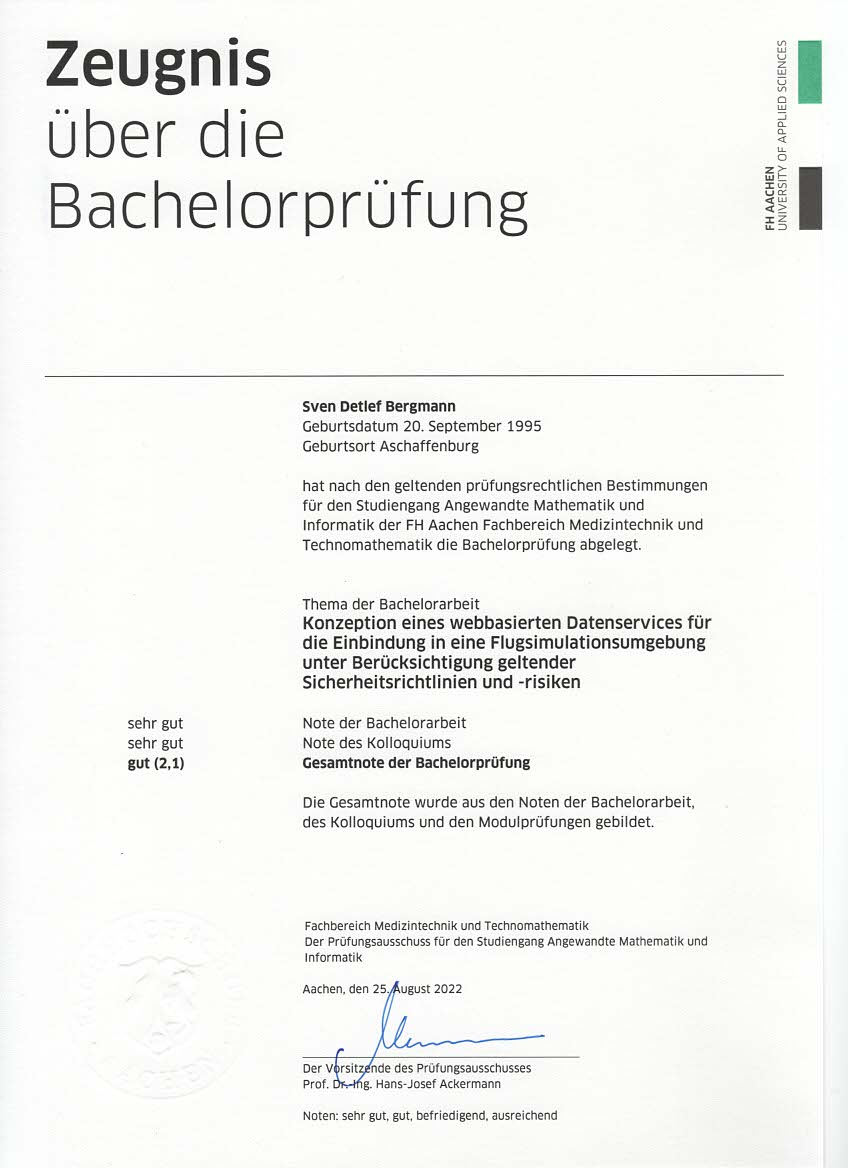 Zeugnis
über die
Bachelorprüfung
FH AACHEN
UNIVERSITY OF APPLIED SCIENCES
Sven Detlef Bergmann
Geburtsdatum 20. September 1995
Geburtsort Aschaffenburg
hat nach den geltenden prüfungsrechtlichen Bestimmungen
für den Studiengang Angewandte Mathematik und
Informatik der FH Aachen Fachbereich Medizintechnik und
Technomathematik die Bachelorprüfung abgelegt.
Thema der Bachelorarbeit
Konzeption eines webbasierten Datenservices für
die Einbindung in eine Flugsimulationsumgebung
unter Berücksichtigung geltender
Sicherheitsrichtlinien und -risiken
sehr gut Note der Bachelorarbeit
sehr gut Note des Kolloquiums
gut (2,1) Gesamtnote der Bachelorprüfung
Die Gesamtnote wurde aus den Noten der Bachelorarbeit,
des Kolloquiums und den Modulprüfungen gebildet.
Fachbereich Medizintechnik und Technomathematik
Der Prüfungsausschuss für den Studiengang Angewandte Mathematik und
Informatik
Aachen, den 25. August 2022
Der Vorsitzende des Prüfungsausschusses
Prof. Dr.-Ing. Hans-Josef Ackermann
Noten: sehr gut, gut, befriedigend, ausreichend
AACHEN